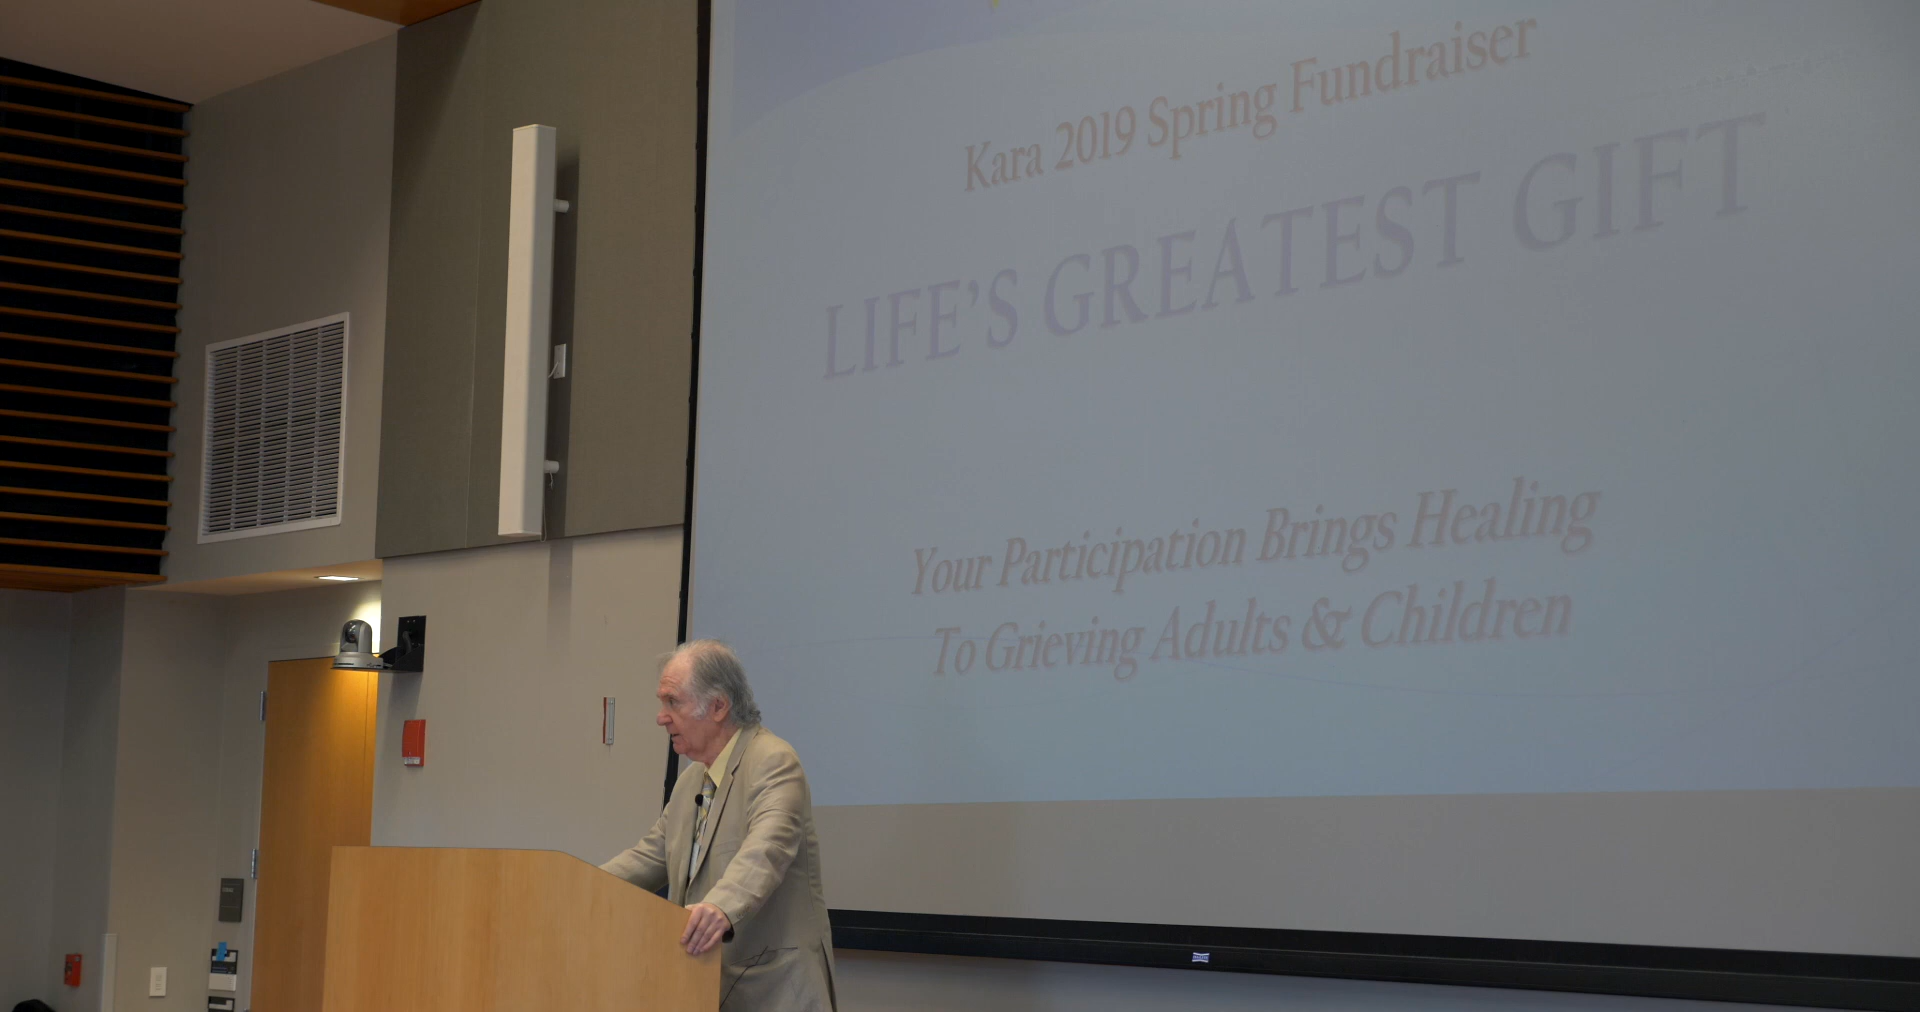 Kara 2019 Spring Fundraiser
LIFE'S GREATEST GIFT
Your Participation Brings Healing
To Grieving Adults & Children